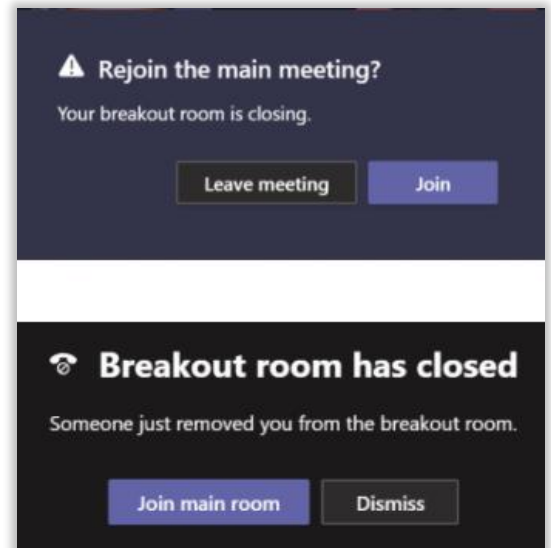 Rejoin the main meeting?
Your breakout room is closing.
Leave meeting Join
Breakout room has closed
Someone just removed you from the breakout room.
Join main room Dismiss